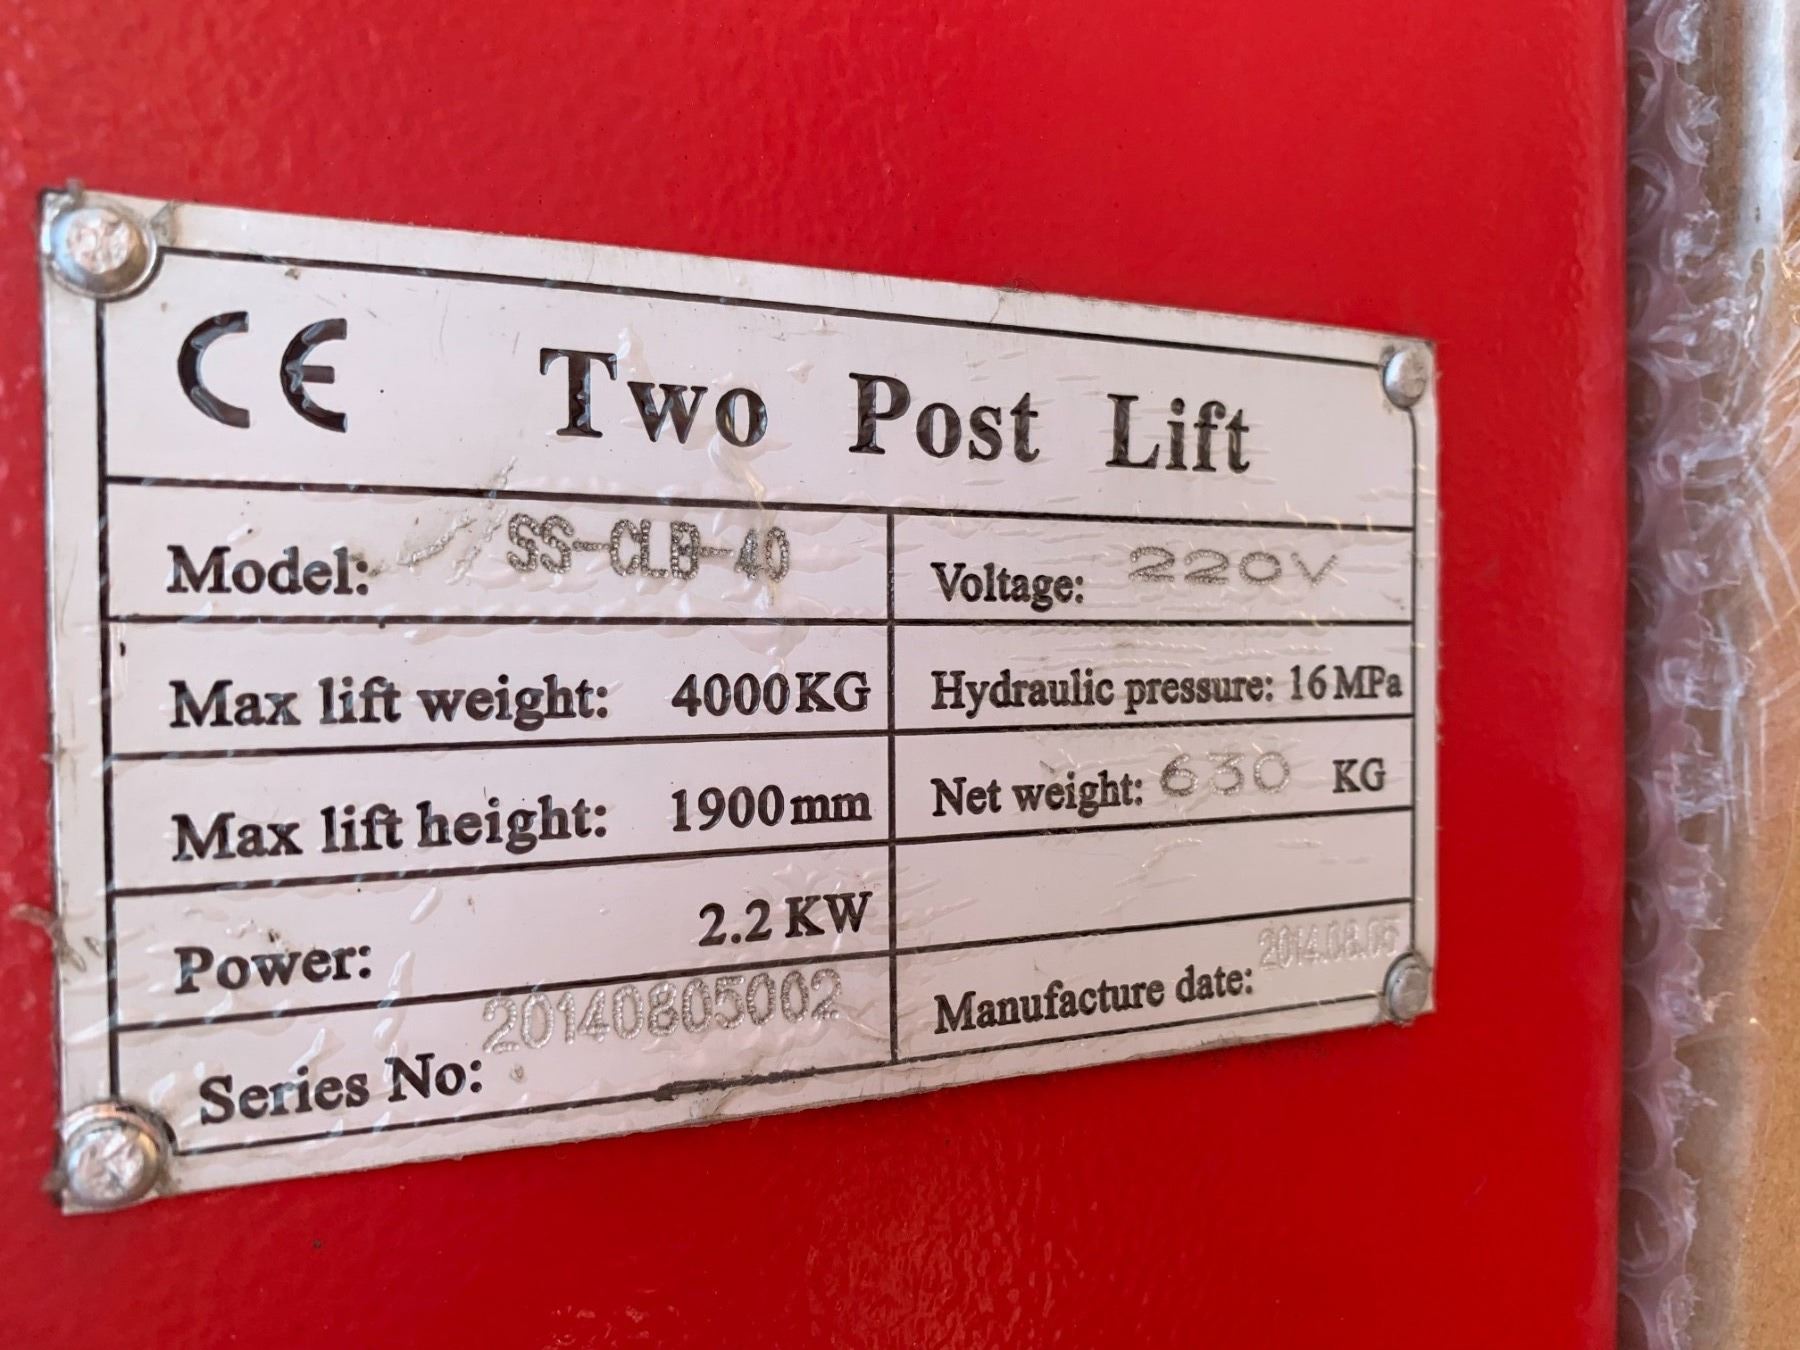 CE Two Post Lift
Model: SS-CLB-40
Voltage: 220V
Max lift weight: 4000KG
Hydraulic pressure: 16MPa
Max lift height: 1900mm
Net weight: 630 KG
Power: 2.2KW
Series No: 20140805002
Manufacture date: 2014.08.05